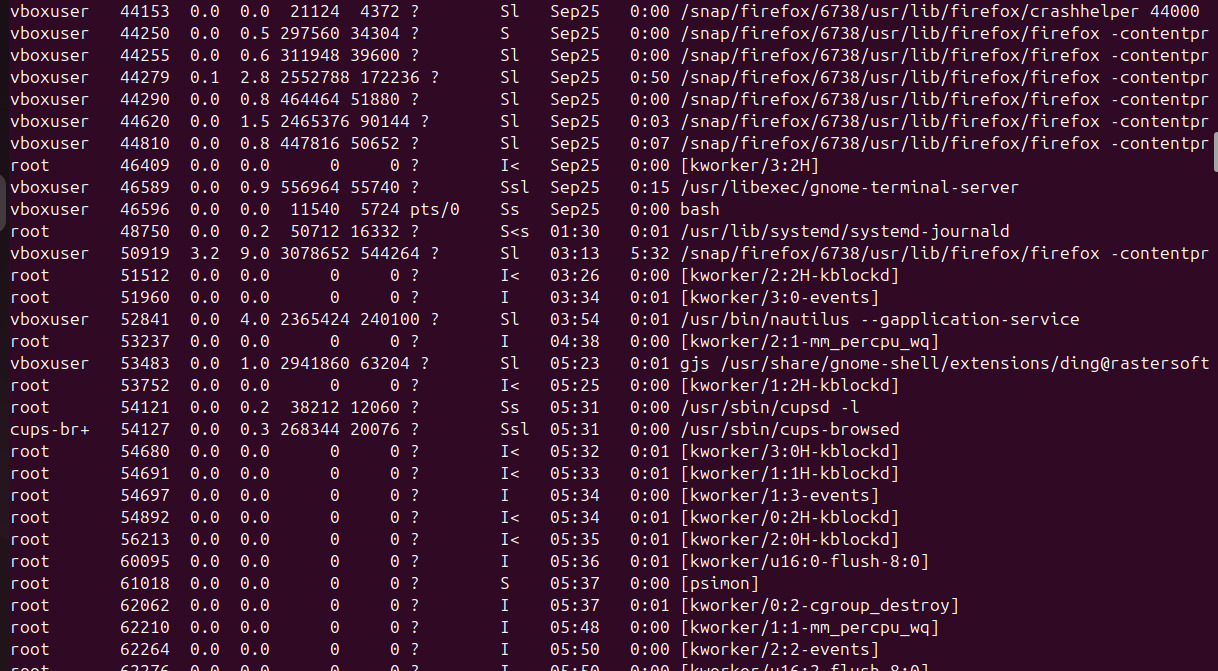 vboxuser   44153  0.0  0.0  21124  4372 ?        Sl   Sep25   0:00 /snap/firefox/6738/usr/lib/firefox/crashhelper 44000
vboxuser   44250  0.0  0.5 297560 34304 ?        S    Sep25   0:00 /snap/firefox/6738/usr/lib/firefox/firefox -contentpr
vboxuser   44255  0.0  0.6 311948 39600 ?        Sl   Sep25   0:00 /snap/firefox/6738/usr/lib/firefox/firefox -contentpr
vboxuser   44279  0.1  2.8 2552788 172236 ?      Sl   Sep25   0:50 /snap/firefox/6738/usr/lib/firefox/firefox -contentpr
vboxuser   44290  0.0  0.8 464464 51880 ?        Sl   Sep25   0:00 /snap/firefox/6738/usr/lib/firefox/firefox -contentpr
vboxuser   44620  0.0  1.5 2465376 90144 ?       Sl   Sep25   0:03 /snap/firefox/6738/usr/lib/firefox/firefox -contentpr
vboxuser   44810  0.0  0.8 447816 50652 ?        Sl   Sep25   0:07 /snap/firefox/6738/usr/lib/firefox/firefox -contentpr
root       46409  0.0  0.0      0     0 ?        I<   Sep25   0:00 [kworker/3:2H]
vboxuser   46589  0.0  0.9 556964 55740 ?        Ssl  Sep25   0:15 /usr/libexec/gnome-terminal-server
vboxuser   46596  0.0  0.0  11540  5724 pts/0    Ss   Sep25   0:00 bash
root       48750  0.0  0.2  50712 16332 ?        S<s  01:30   0:01 /usr/lib/systemd/systemd-journald
vboxuser   50919  3.2  9.0 3078652 544264 ?      Sl   03:13   5:32 /snap/firefox/6738/usr/lib/firefox/firefox -contentpr
root       51512  0.0  0.0      0     0 ?        I<   03:26   0:00 [kworker/2:2H-kblockd]
root       51960  0.0  0.0      0     0 ?        I    03:34   0:01 [kworker/3:0-events]
vboxuser   52841  0.0  4.0 2365424 240100 ?      Sl   03:54   0:01 /usr/bin/nautilus --gapplication-service
root       53237  0.0  0.0      0     0 ?        I    04:38   0:00 [kworker/2:1-mm_percpu_wq]
vboxuser   53483  0.0  1.0 2941860 63204 ?       Sl   05:23   0:01 gjs /usr/share/gnome-shell/extensions/ding@rastersoft
root       53752  0.0  0.0      0     0 ?        I<   05:25   0:00 [kworker/1:2H-kblockd]
root       54121  0.0  0.2  38212 12060 ?        Ss   05:31   0:00 /usr/sbin/cupsd -l
cups-br+   54127  0.0  0.3 268344 20076 ?        Ssl  05:31   0:00 /usr/sbin/cups-browsed
root       54680  0.0  0.0      0     0 ?        I<   05:32   0:01 [kworker/3:0H-kblockd]
root       54691  0.0  0.0      0     0 ?        I<   05:33   0:01 [kworker/1:1H-kblockd]
root       54697  0.0  0.0      0     0 ?        I    05:34   0:00 [kworker/1:3-events]
root       54892  0.0  0.0      0     0 ?        I<   05:34   0:01 [kworker/0:2H-kblockd]
root       56213  0.0  0.0      0     0 ?        I<   05:35   0:01 [kworker/2:0H-kblockd]
root       60095  0.0  0.0      0     0 ?        I    05:36   0:01 [kworker/u16:0-flush-8:0]
root       61018  0.0  0.0      0     0 ?        S    05:37   0:00 [psimon]
root       62062  0.0  0.0      0     0 ?        I    05:37   0:01 [kworker/0:2-cgroup_destroy]
root       62210  0.0  0.0      0     0 ?        I    05:48   0:00 [kworker/1:1-mm_percpu_wq]
root       62264  0.0  0.0      0     0 ?        I    05:50   0:00 [kworker/2:2-events]